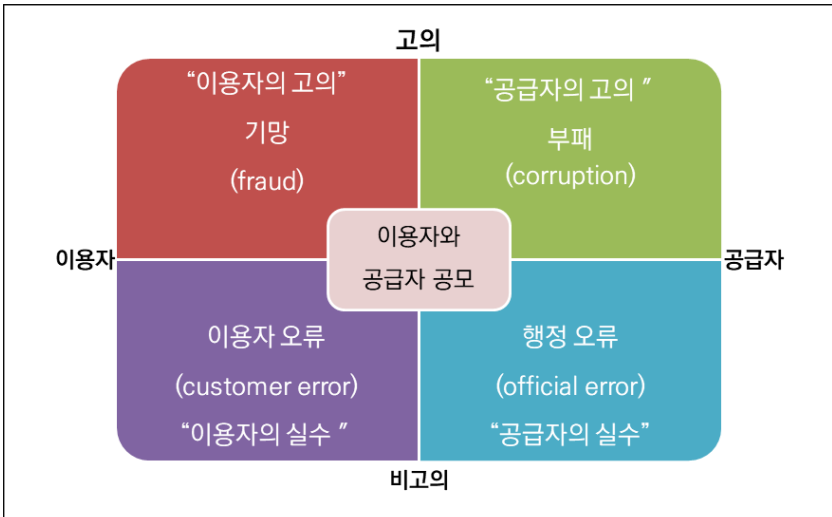 고의
“이용자의 고의”
기망
(fraud)
“공급자의 고의 ”
부패
(corruption)
이용자
이용자와
공급자 공모
공급자
이용자 오류
(customer error)
“이용자의 실수 ”
행정 오류
(official error)
“공급자의 실수”
비고의